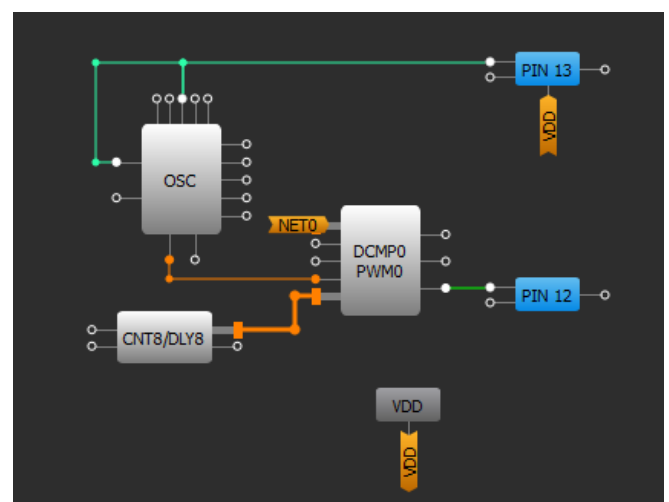 PIN 13
VDD
OSC
NET0
DCMP0
PWM0
PIN 12
CNT8/DLY8
VDD
VDD